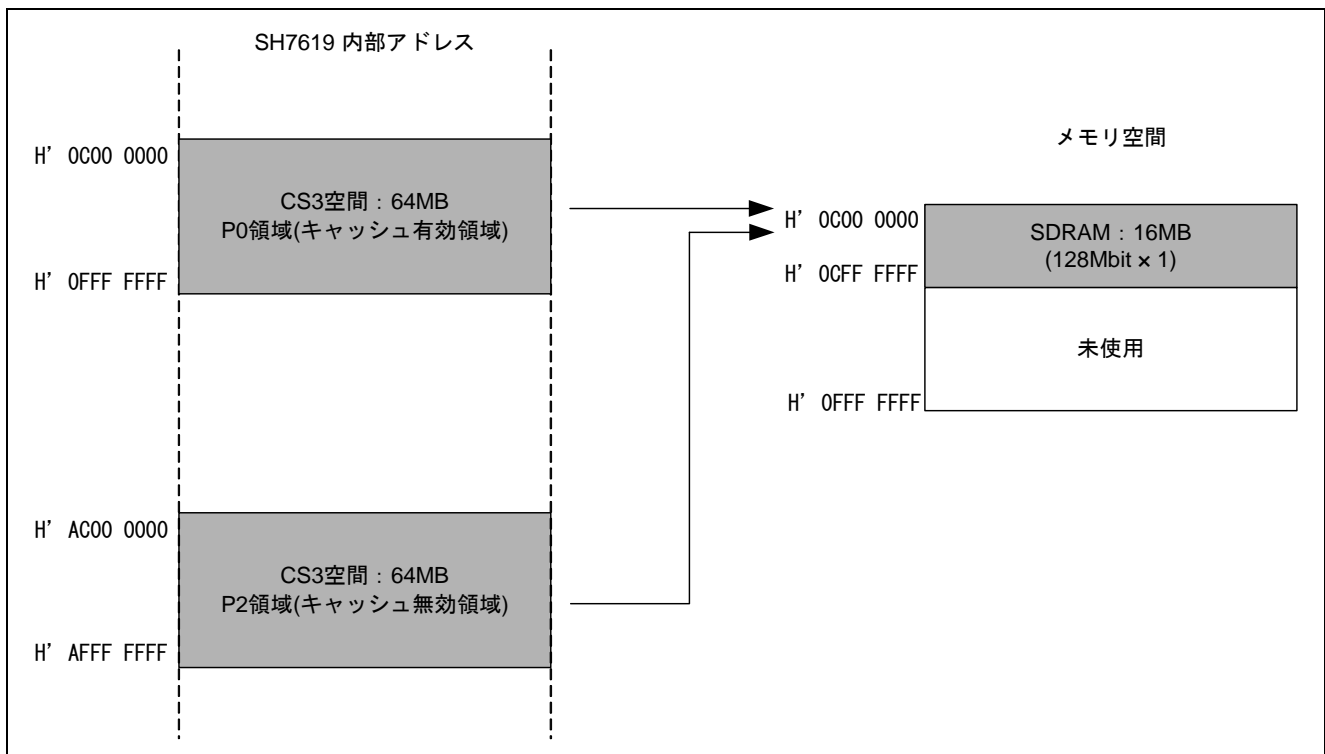 SH7619 内部アドレス
H' 0C00 0000
CS3空間：64MB
P0領域(キャッシュ有効領域)
H' 0FFF FFFF
H' AC00 0000
CS3空間：64MB
P2領域(キャッシュ無効領域)
H' AFFF FFFF
メモリ空間
H' 0C00 0000
SDRAM：16MB
(128Mbit × 1)
H' 0CFF FFFF
未使用
H' 0FFF FFFF